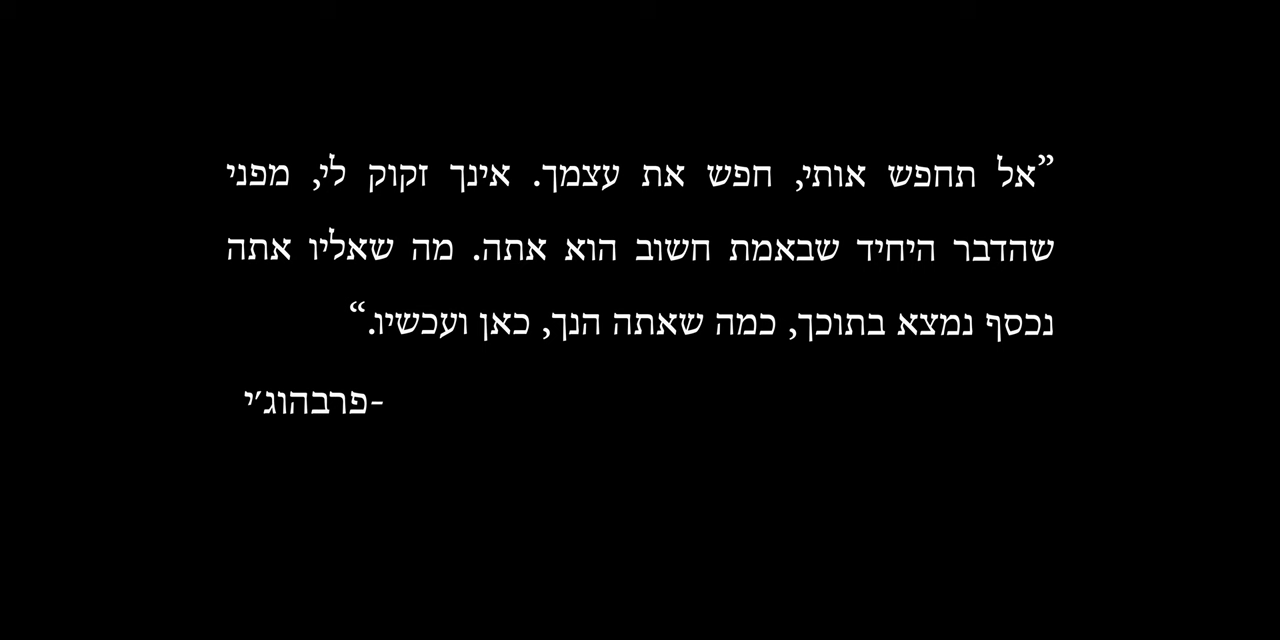 ”אל תחפש אותי, חפש את עצמך. אינך זקוק לי, מפני
שהדבר היחיד שבאמת חשוב הוא אתה. מה שאליו אתה
נכסף נמצא בתוכך, כמה שאתה הנך, כאן ועכשיו.“
-פרבהוג׳י